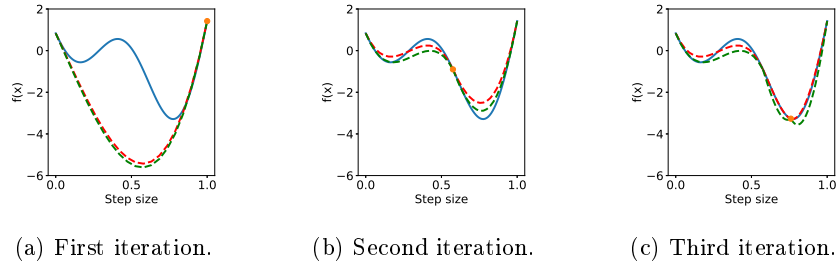 2
0
−2
−4
−6
f(x)
0.0 0.5 1.0
Step size
(a) First iteration.
2
0
−2
−4
−6
f(x)
0.0 0.5 1.0
Step size
(b) Second iteration.
2
0
−2
−4
−6
f(x)
0.0 0.5 1.0
Step size
(c) Third iteration.